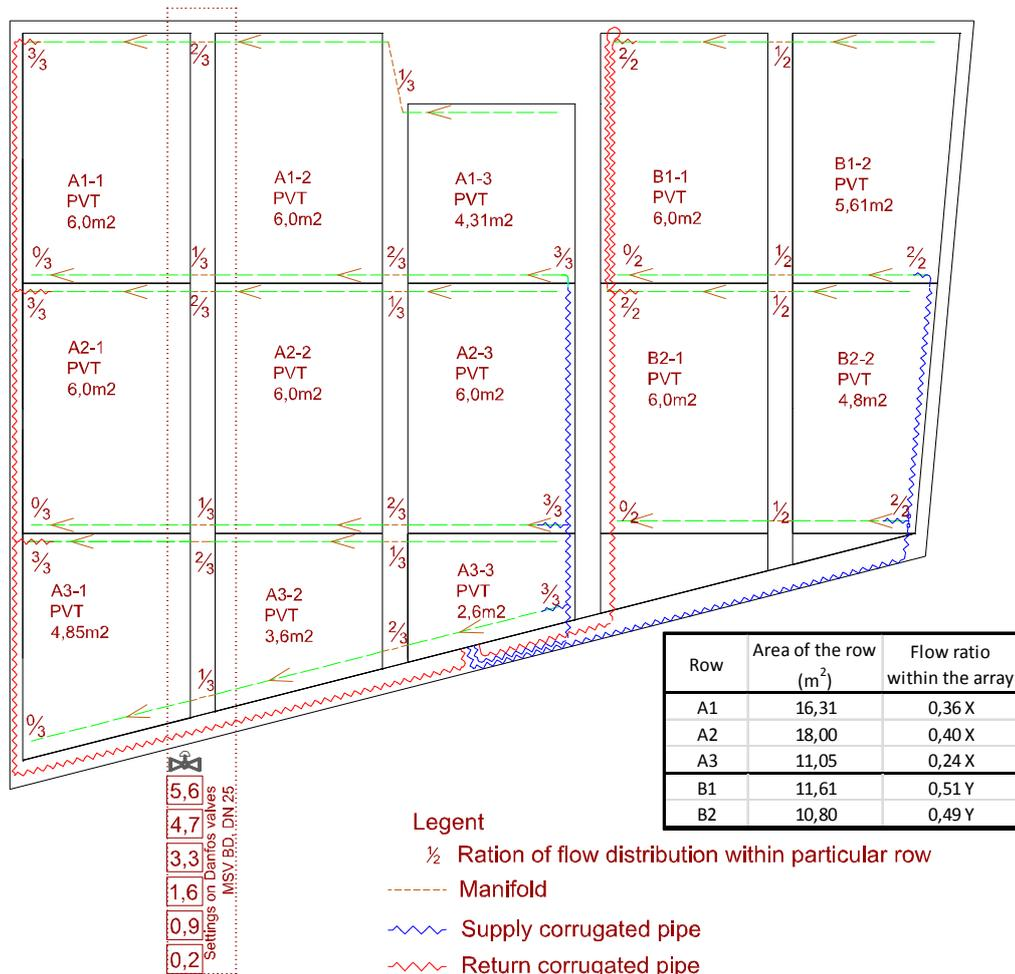 3/3
2/3
1/3
2/2
1/2
A1-1
PVT
6,0m2
A1-2
PVT
6,0m2
A1-3
PVT
4,31m2
B1-1
PVT
6,0m2
B1-2
PVT
5,61m2
0/3
1/3
2/3
3/3
0/2
1/2
2/2
3/3
2/3
1/3
2/2
A2-1
PVT
6,0m2
A2-2
PVT
6,0m2
A2-3
PVT
6,0m2
B2-1
PVT
6,0m2
B2-2
PVT
4,8m2
0/3
1/3
2/3
3/3
0/2
1/2
2/2
3/3
2/3
1/3
A3-1
PVT
4,85m2
A3-2
PVT
3,6m2
A3-3
PVT
2,6m2
3/3
2/3
1/3
0/3
Row Area of the row (m²) Flow ratio within the array
A1 16,31 0,36 X
A2 18,00 0,40 X
A3 11,05 0,24 X
B1 11,61 0,51 Y
B2 10,80 0,49 Y
5,6
4,7
3,3
1,6
0,9
0,2
Settings on Danfos valves
MSV BD, DN 25
Legent
½ Ration of flow distribution within particular row
Manifold
Supply corrugated pipe
Return corrugated pipe